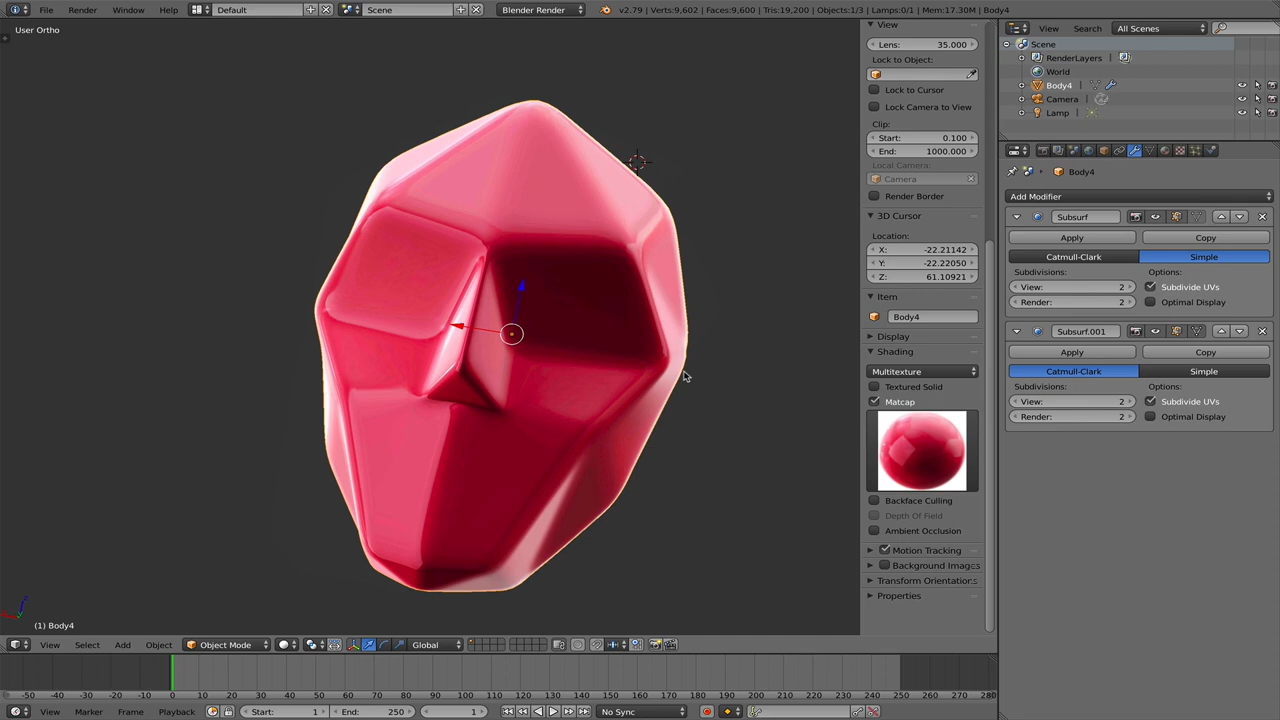 File Render Window Help Default Scene Blender Render v2.79 | Verts:9,602 | Faces:9,600 | Tris:19,200 | Objects:1/3 | Lamps:0/1 | Mem:17.30M | Body4
User Ortho
View
Lens: 35.000
Lock to Object:
Lock to Cursor
Lock Camera to View
Clip:
Start: 0.100
End: 1000.000
Local Camera:
Camera
Render Border
3D Cursor
Location:
X: -22.21142
Y: -22.22050
Z: 61.10921
Item
Body4
Display
Shading
Multitexture
Textured Solid
Matcap
Backface Culling
Depth Of Field
Ambient Occlusion
Motion Tracking
Background Images
Transform Orientation
Properties
View Search All Scenes
Scene
RenderLayers |
World
Body4 |
Camera |
Lamp |
Body4
Add Modifier
Subsurf
Apply Copy
Catmull-Clark Simple
Subdivisions: Options:
View: 2 Subdivide UVs
Render: 2 Optimal Display
Subsurf.001
Apply Copy
Catmull-Clark Simple
Subdivisions: Options:
View: 2 Subdivide UVs
Render: 2 Optimal Display
(1) Body4
View Select Add Object Object Mode Global
-50 -40 -30 -20 -10 0 10 20 30 40 50 60 70 80 90 100 110 120 130 140 150 160 170 180 190 200 210 220 230 240 250 260 270 280
View Marker Frame Playback Start: 1 End: 250 1 No Sync